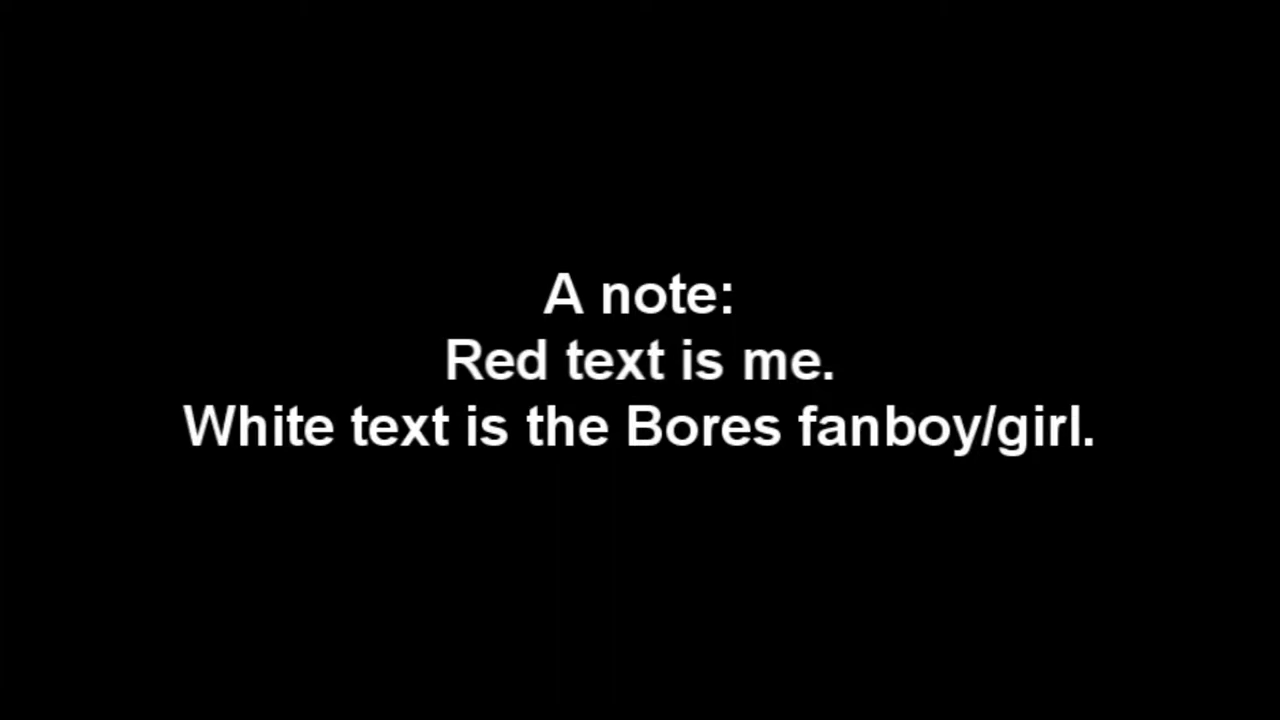 A note:
Red text is me.
White text is the Bores fanboy/girl.